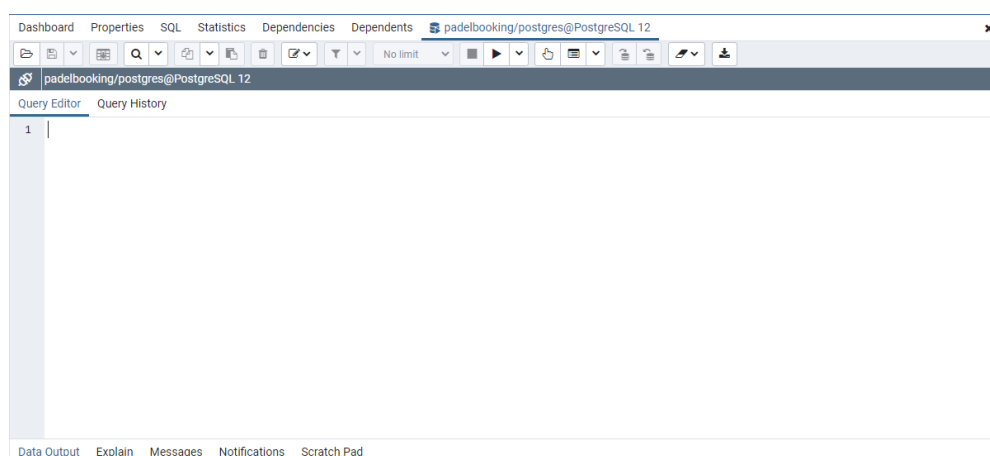 Dashboard Properties SQL Statistics Dependencies Dependents padelbooking/postgres@PostgreSQL 12
No limit
padelbooking/postgres@PostgreSQL 12
Query Editor Query History
1
Data Output Explain Messages Notifications Scratch Pad